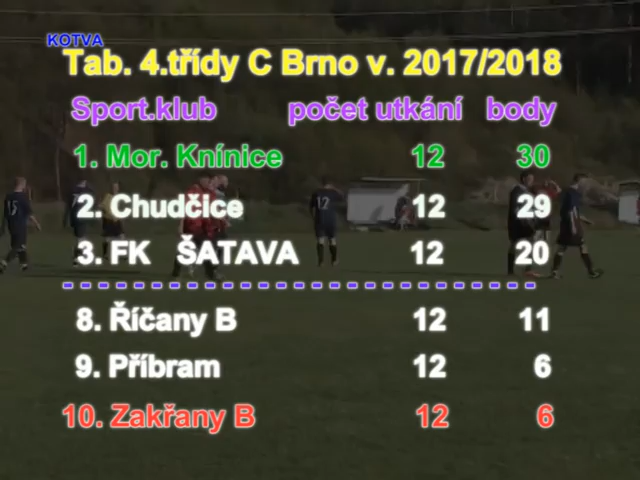 KOTVA
Tab. 4.třídy C Brno v. 2017/2018
Sport.klub počet utkání body
1. Mor. Knínice 12 30
2. Chudčice 12 29
3. FK ŠATAVA 12 20
8. Říčany B 12 11
9. Příbram 12 6
10. Zakřany B 12 6
15
12